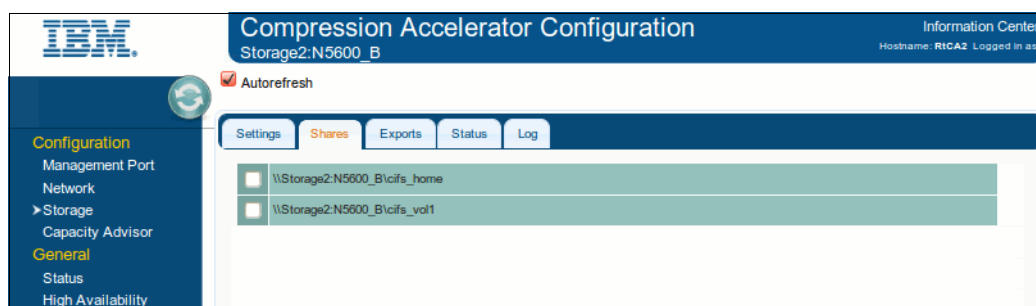 IBM.
Compression Accelerator Configuration
Storage2:N5600_B
Information Center
Hostname: RtCA2 Logged in as
Autorefresh
Settings Shares Exports Status Log
\\Storage2:N5600_B\cifs_home
\\Storage2:N5600_B\cifs_vol1
Configuration
Management Port
Network
➤Storage
Capacity Advisor
General
Status
High Availability